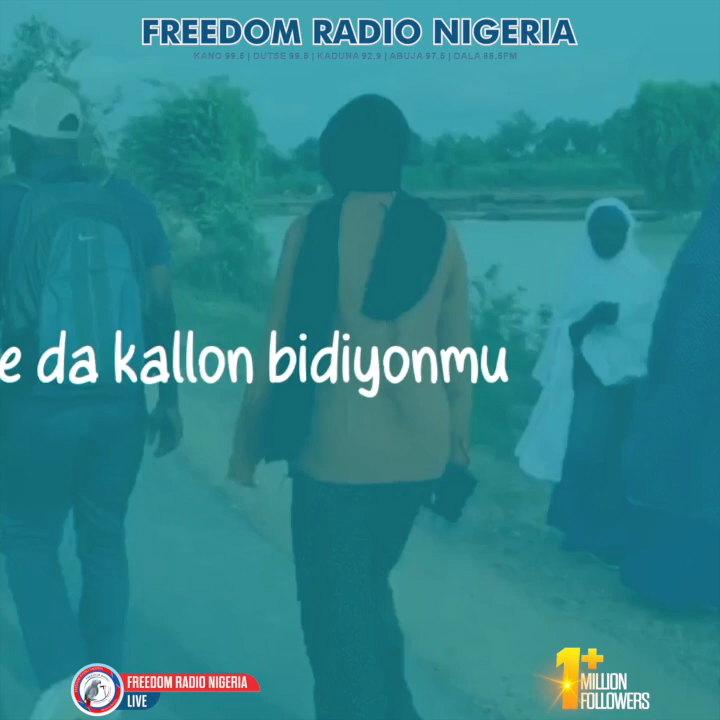 FREEDOM RADIO NIGERIA
KANO 99.5 | DUTSE 99.5 | KADUNA 92.9 | ABUJA 97.5 | DALA 88.5FM
e da kallon bidiyonmu
FREEDOM RADIO NIGERIA
LIVE
1+
MILLION
FOLLOWERS